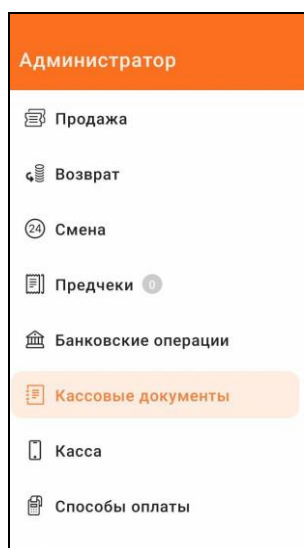 Администратор
Продажа
Возврат
24 Смена
Предчеки 0
Банковские операции
Кассовые документы
Касса
Способы оплаты